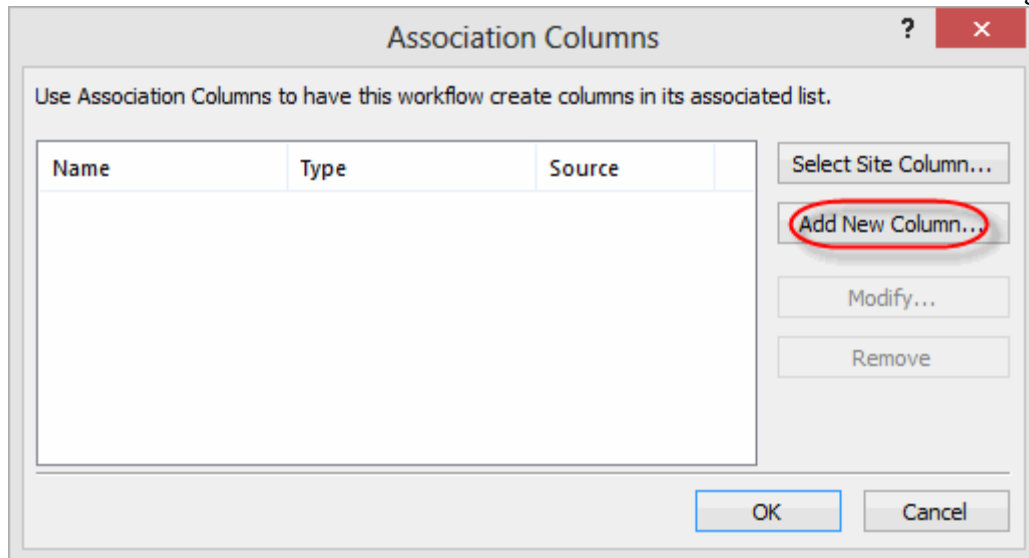 Association Columns
?
Use Association Columns to have this workflow create columns in its associated list.
Name Type Source
Select Site Column...
Add New Column...
Modify...
Remove
OK Cancel